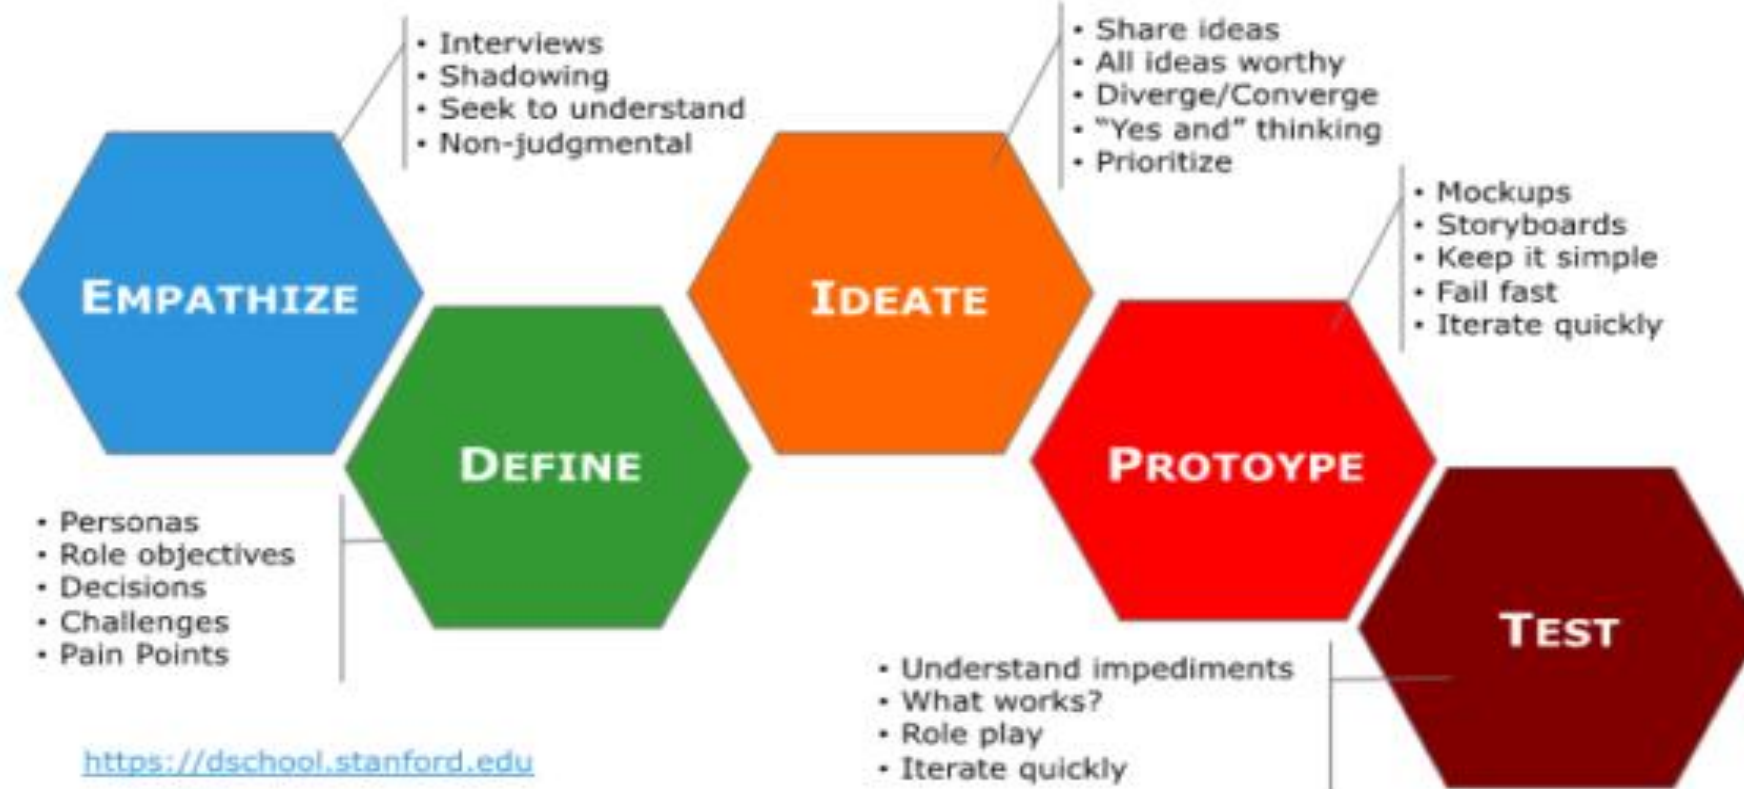 EMPATHIZE
• Interviews
• Shadowing
• Seek to understand
• Non-judgmental
DEFINE
• Personas
• Role objectives
• Decisions
• Challenges
• Pain Points
IDEATE
• Share ideas
• All ideas worthy
• Diverge/Converge
• “Yes and” thinking
• Prioritize
PROTOYPE
• Mockups
• Storyboards
• Keep it simple
• Fail fast
• Iterate quickly
TEST
• Understand impediments
• What works?
• Role play
• Iterate quickly
https://dschool.stanford.edu